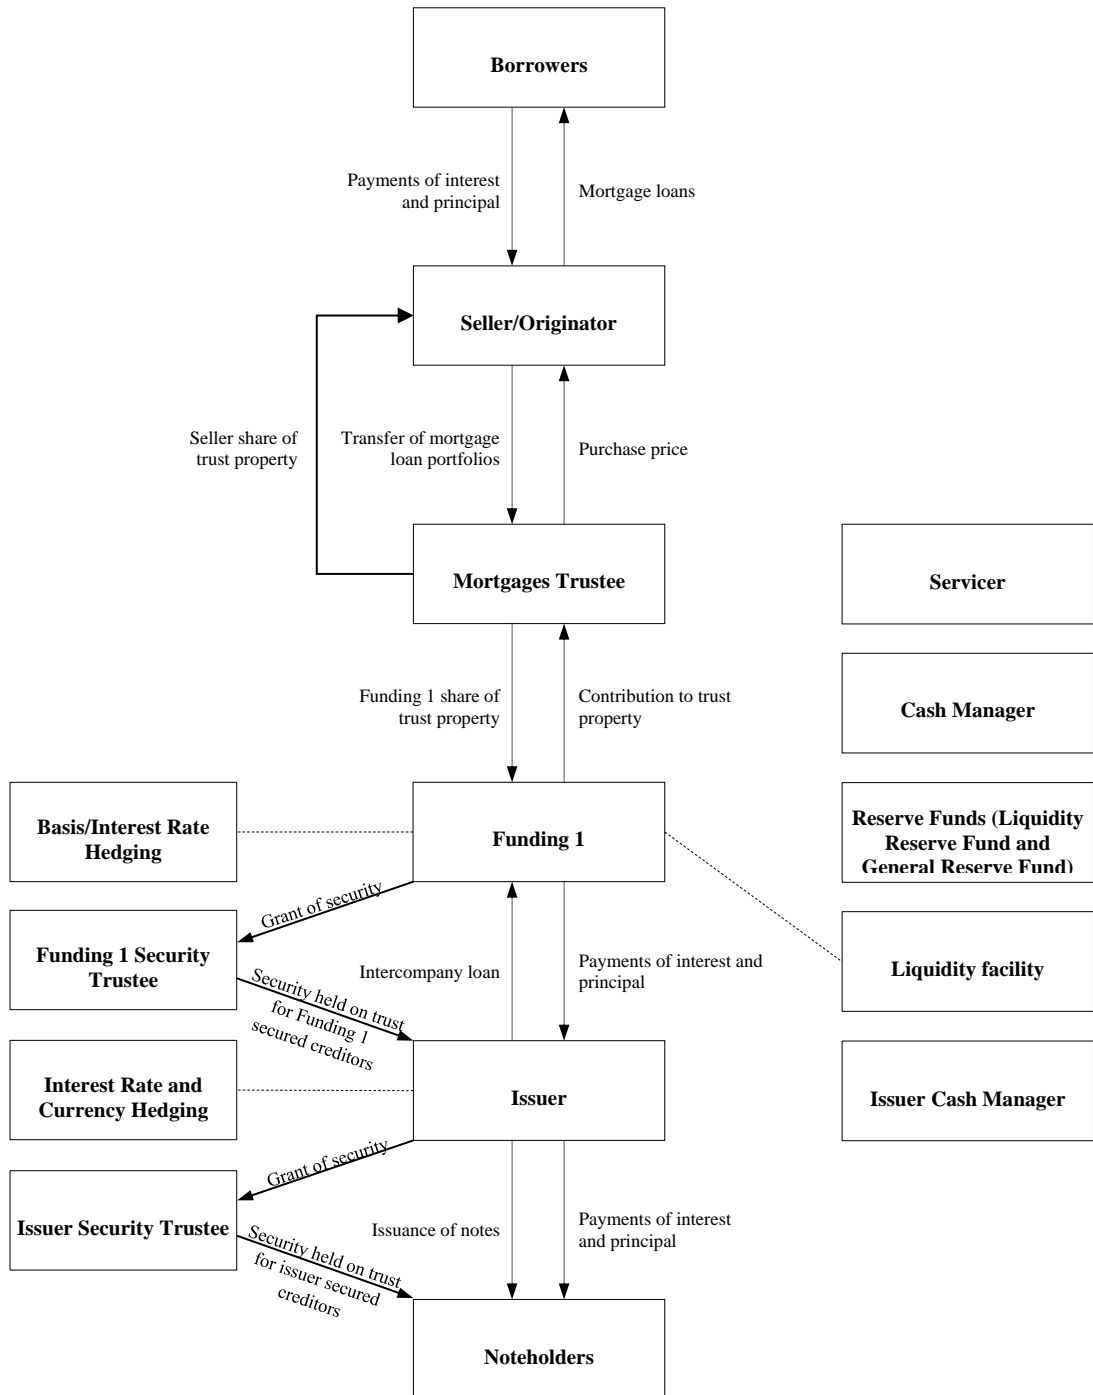 Borrowers
Payments of interest
and principal
Mortgage loans
Seller/Originator
Seller share of
trust property
Transfer of mortgage
loan portfolios
Purchase price
Mortgages Trustee
Servicer
Funding 1 share of
trust property
Contribution to trust
property
Cash Manager
Basis/Interest Rate
Hedging
Funding 1
Reserve Funds (Liquidity
Reserve Fund and
General Reserve Fund)
Grant of security
Funding 1 Security
Trustee
Security held on trust
for Funding 1
secured creditors
Intercompany loan
Payments of interest and
principal
Liquidity facility
Interest Rate and
Currency Hedging
Issuer
Issuer Cash Manager
Grant of security
Issuer Security Trustee
Security held on trust
for issuer secured
creditors
Issuance of notes
Payments of interest
and principal
Noteholders